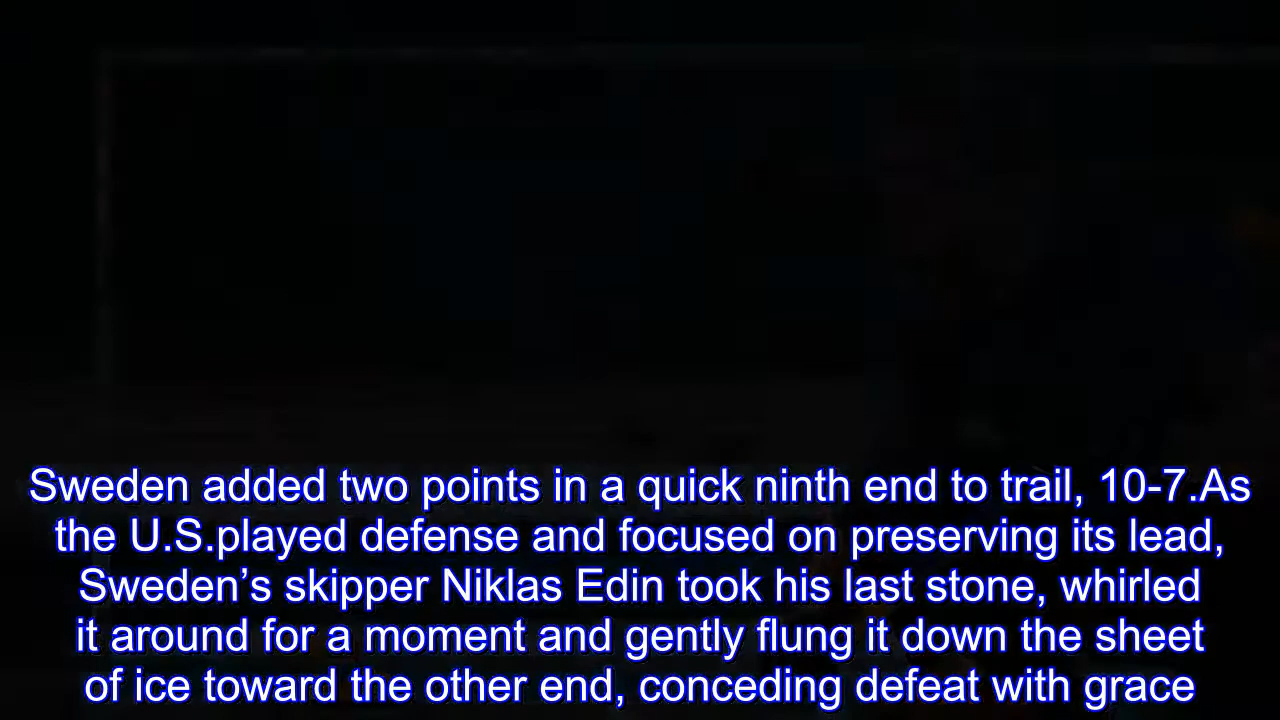 Sweden added two points in a quick ninth end to trail, 10-7.As
the U.S.played defense and focused on preserving its lead,
Sweden’s skipper Niklas Edin took his last stone, whirled
it around for a moment and gently flung it down the sheet
of ice toward the other end, conceding defeat with grace